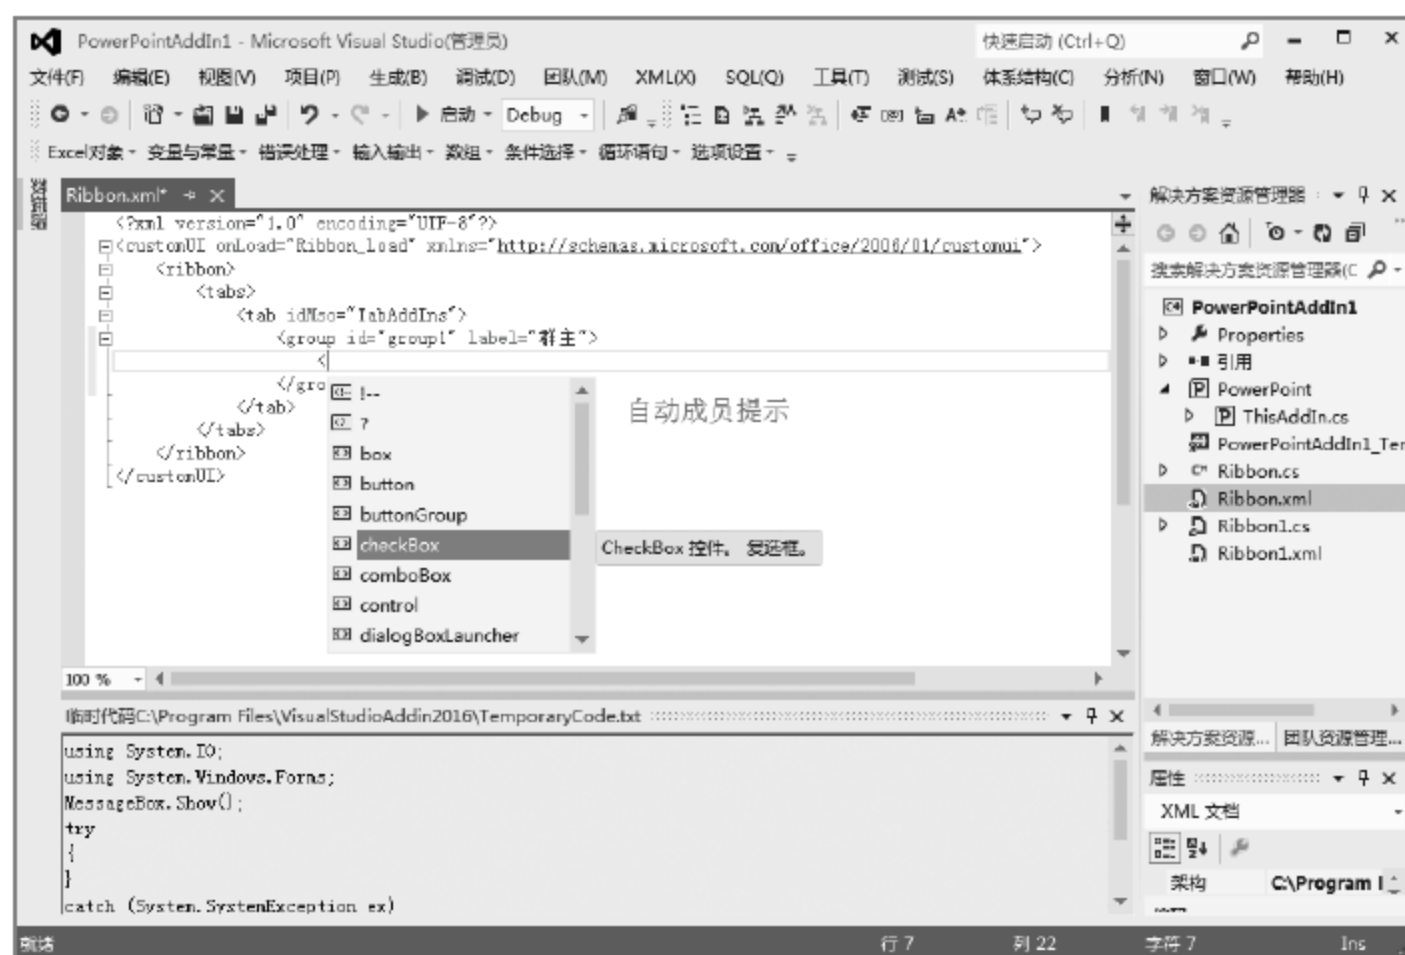 PowerPointAddIn1 - Microsoft Visual Studio(管理员)
快速启动 (Ctrl+Q)
文件(F) 编辑(E) 视图(V) 项目(P) 生成(B) 调试(D) 团队(M) XML(X) SQL(Q) 工具(T) 测试(S) 体系结构(C) 分析(N) 窗口(W) 帮助(H)
启动 Debug
Excel对象 变量与常量 错误处理 输入输出 数组 条件选择 循环语句 选项设置
Ribbon.xml*
<?xml version="1.0" encoding="UTF-8"?>
<customUI onLoad="Ribbon_load" xmlns="http://schemas.microsoft.com/office/2006/01/customui">
<ribbon>
<tabs>
<tab idMso="TabAddIns">
<group id="group1" label="群主">
<
</gro
</tab>
</tabs>
</ribbon>
</customUI>
!--
?
box
button
buttonGroup
checkBox
comboBox
control
dialogBoxLauncher
自动成员提示
CheckBox 控件。 复选框。
100 %
临时代码C:\Program Files\VisualStudioAddin2016\TemporaryCode.txt
using System.IO;
using System.Windows.Forms;
MessageBox.Show();
try
{
}
catch (System.SystemException ex)
解决方案资源管理器
搜索解决方案资源管理器(C
PowerPointAddIn1
Properties
引用
PowerPoint
ThisAddIn.cs
PowerPointAddIn1_Ter
Ribbon.cs
Ribbon.xml
Ribbon1.cs
Ribbon1.xml
解决方案资源... 团队资源管理...
属性
XML 文档
架构 C:\Program I
就绪 行 7 列 22 字符 7 Ins